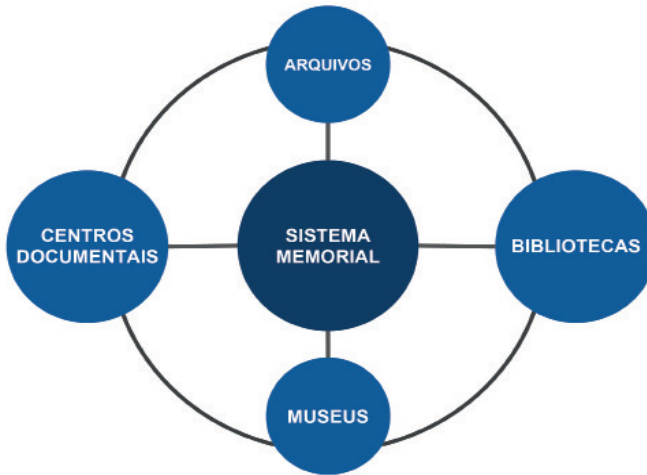 ARQUIVOS
CENTROS
DOCUMENTAIS
SISTEMA
MEMORIAL
BIBLIOTECAS
MUSEUS